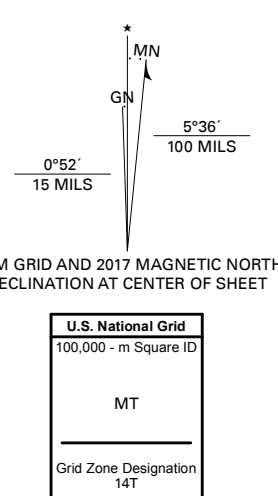 ★
MN
GN
5°36´
100 MILS
0°52´
15 MILS
M GRID AND 2017 MAGNETIC NORTH
ECLINATION AT CENTER OF SHEET
U.S. National Grid
100,000 - m Square ID
MT
Grid Zone Designation
14T